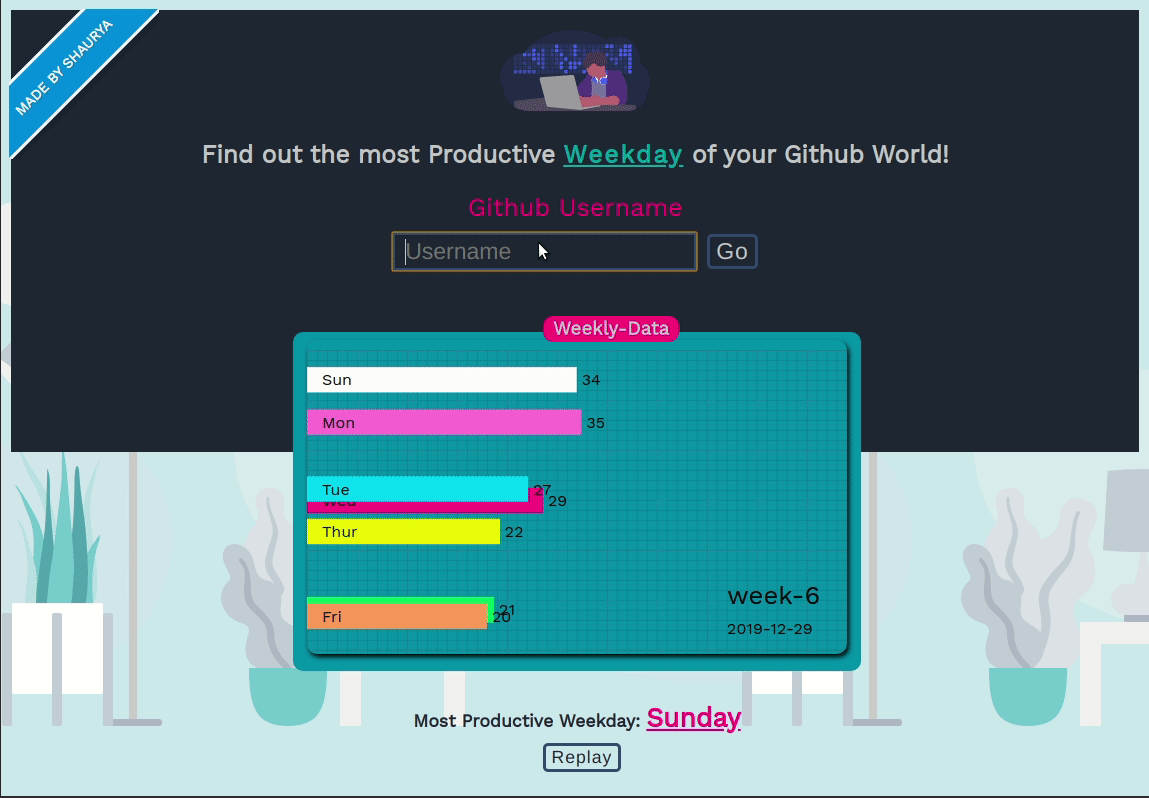 MADE BY SHAURYA
Find out the most Productive Weekday of your Github World!
Github Username
Username Go
Weekly-Data
Sun 34
Mon 35
Tue 27
Wed 29
Thur 22
21
Fri 20
week-6
2019-12-29
Most Productive Weekday: Sunday
Replay